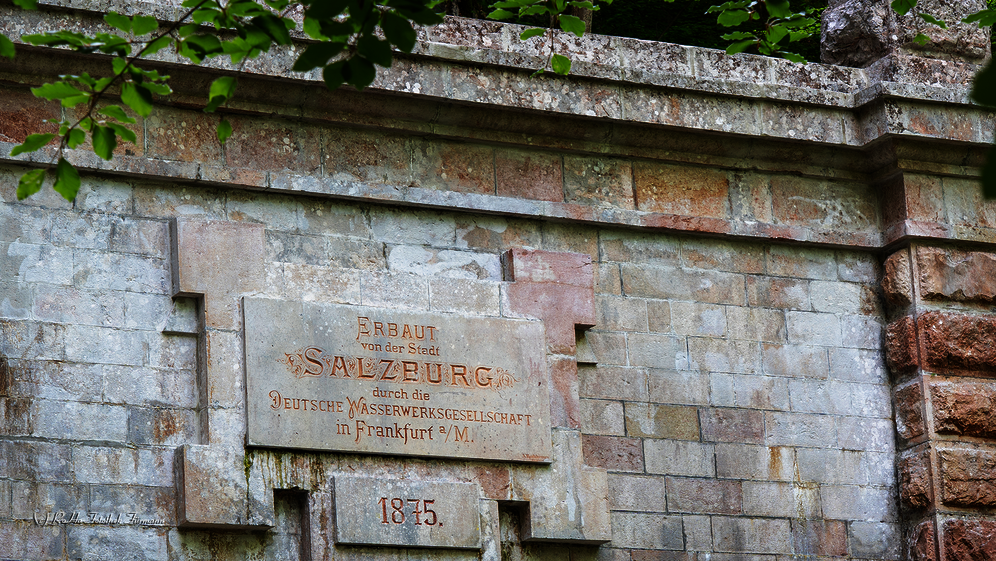 ERBAUT
von der Stadt
SALZBURG
durch die
DEUTSCHE WASSERWERKSGESELLSCHAFT
in Frankfurt a/M.
1875.